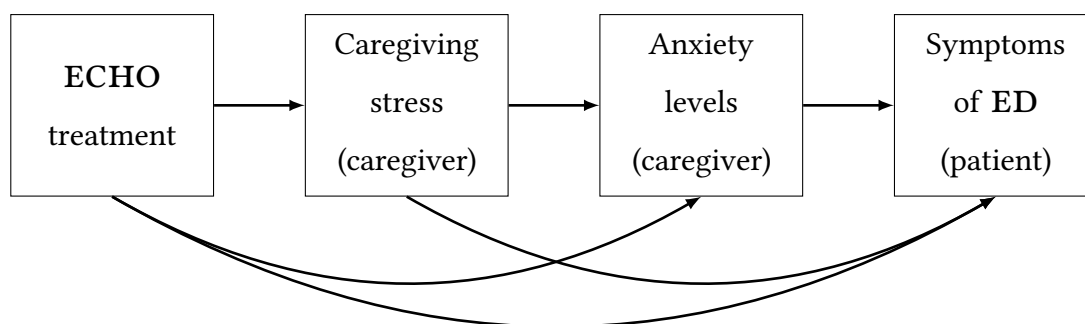 ECHO
treatment
Caregiving
stress
(caregiver)
Anxiety
levels
(caregiver)
Symptoms
of ED
(patient)